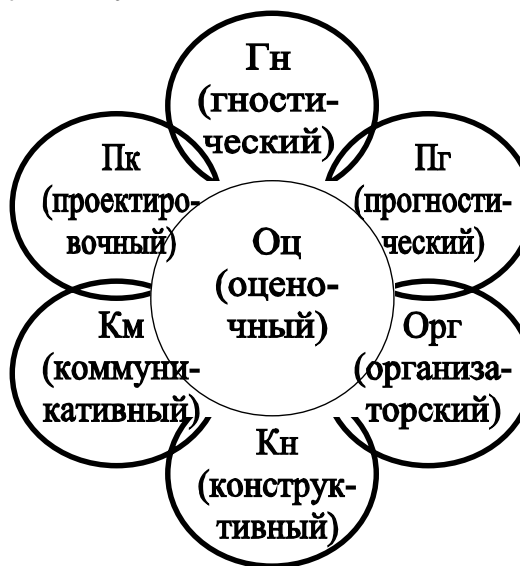 Гн
(гности-
ческий)
Пк
(проектиро-
вочный)
Пг
(прогности-
ческий)
Оц
(оцено-
чный)
Км
(коммуни-
кативный)
Орг
(организа-
торский)
Кн
(конструк-
тивный)